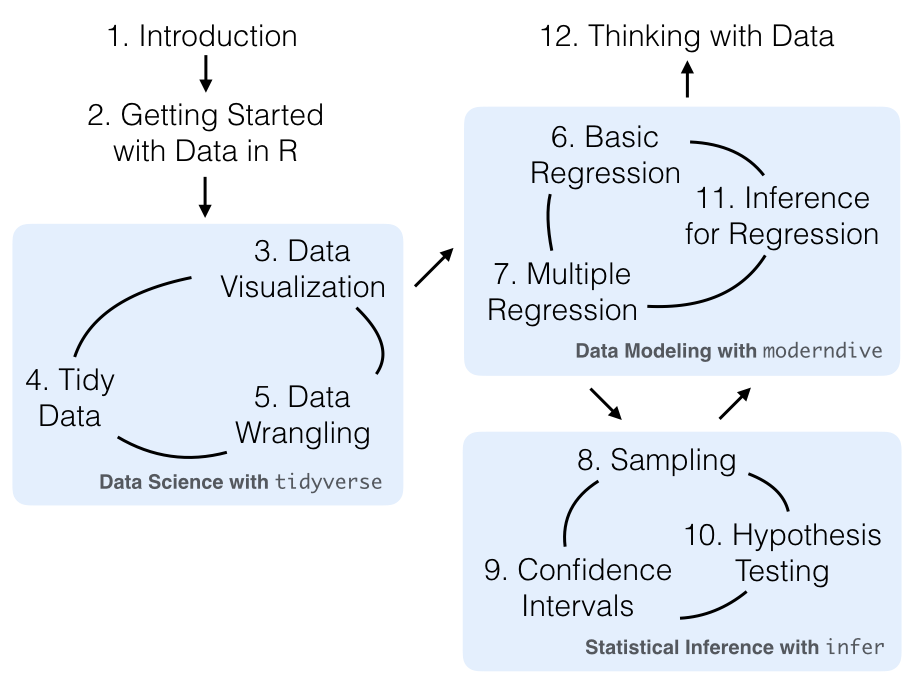 1. Introduction
2. Getting Started
with Data in R
3. Data
Visualization
4. Tidy
Data
5. Data
Wrangling
Data Science with tidyverse
12. Thinking with Data
6. Basic
Regression
11. Inference
for Regression
7. Multiple
Regression
Data Modeling with moderndive
8. Sampling
10. Hypothesis
Testing
9. Confidence
Intervals
Statistical Inference with infer